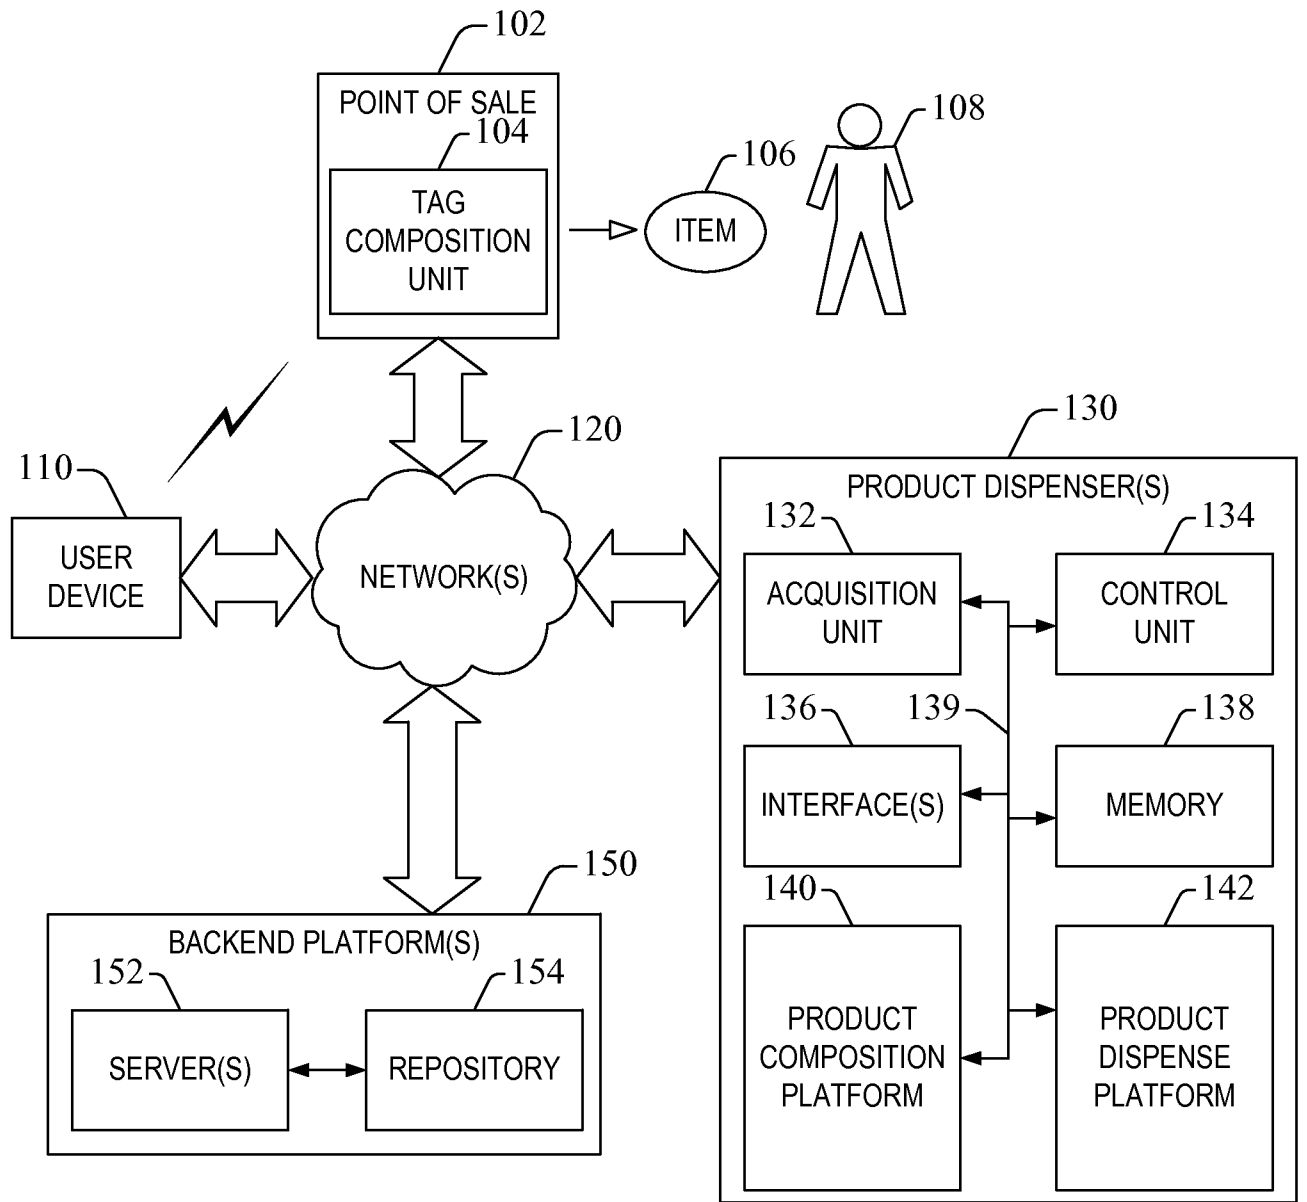 102
POINT OF SALE
104
TAG
COMPOSITION
UNIT
106
ITEM
108
110
USER
DEVICE
120
NETWORK(S)
130
PRODUCT DISPENSER(S)
132
ACQUISITION
UNIT
134
CONTROL
UNIT
136
INTERFACE(S)
139
138
MEMORY
140
PRODUCT
COMPOSITION
PLATFORM
142
PRODUCT
DISPENSE
PLATFORM
150
BACKEND PLATFORM(S)
152
SERVER(S)
154
REPOSITORY